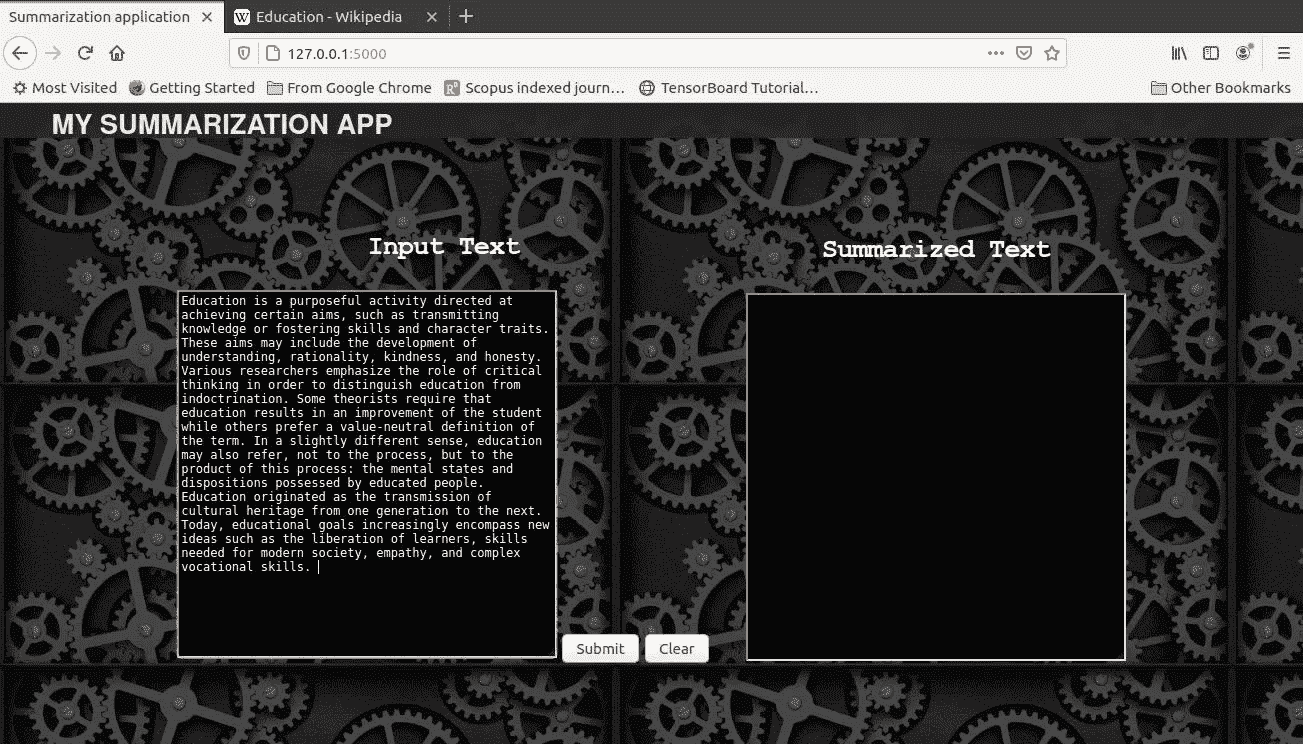 Summarization application
Education - Wikipedia
127.0.0.1:5000
Most Visited
Getting Started
From Google Chrome
Scopus indexed journ...
TensorBoard Tutorial...
Other Bookmarks
MY SUMMARIZATION APP
Input Text
Summarized Text
Education is a purposeful activity directed at
achieving certain aims, such as transmitting
knowledge or fostering skills and character traits.
These aims may include the development of
understanding, rationality, kindness, and honesty.
Various researchers emphasize the role of critical
thinking in order to distinguish education from
indoctrination. Some theorists require that
education results in an improvement of the student
while others prefer a value-neutral definition of
the term. In a slightly different sense, education
may also refer, not to the process, but to the
product of this process: the mental states and
dispositions possessed by educated people.
Education originated as the transmission of
cultural heritage from one generation to the next.
Today, educational goals increasingly encompass new
ideas such as the liberation of learners, skills
needed for modern society, empathy, and complex
vocational skills.
Submit
Clear